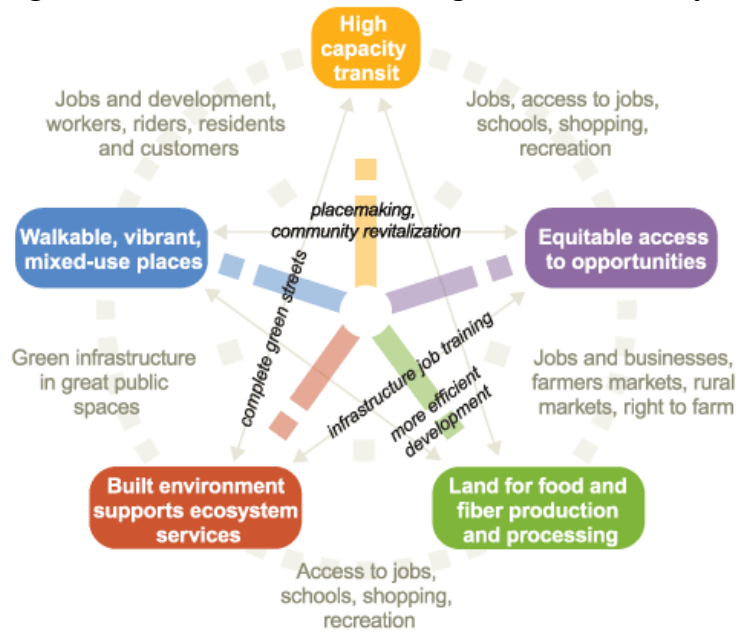 High
capacity
transit
Jobs and development,
workers, riders, residents
and customers
Jobs, access to jobs,
schools, shopping,
recreation
placemaking,
community revitalization
Walkable, vibrant,
mixed-use places
Equitable access
to opportunities
complete green streets
infrastructure job training
more efficient
development
Green infrastructure
in great public
spaces
Jobs and businesses,
farmers markets, rural
markets, right to farm
Built environment
supports ecosystem
services
Land for food and
fiber production
and processing
Access to jobs,
schools, shopping,
recreation